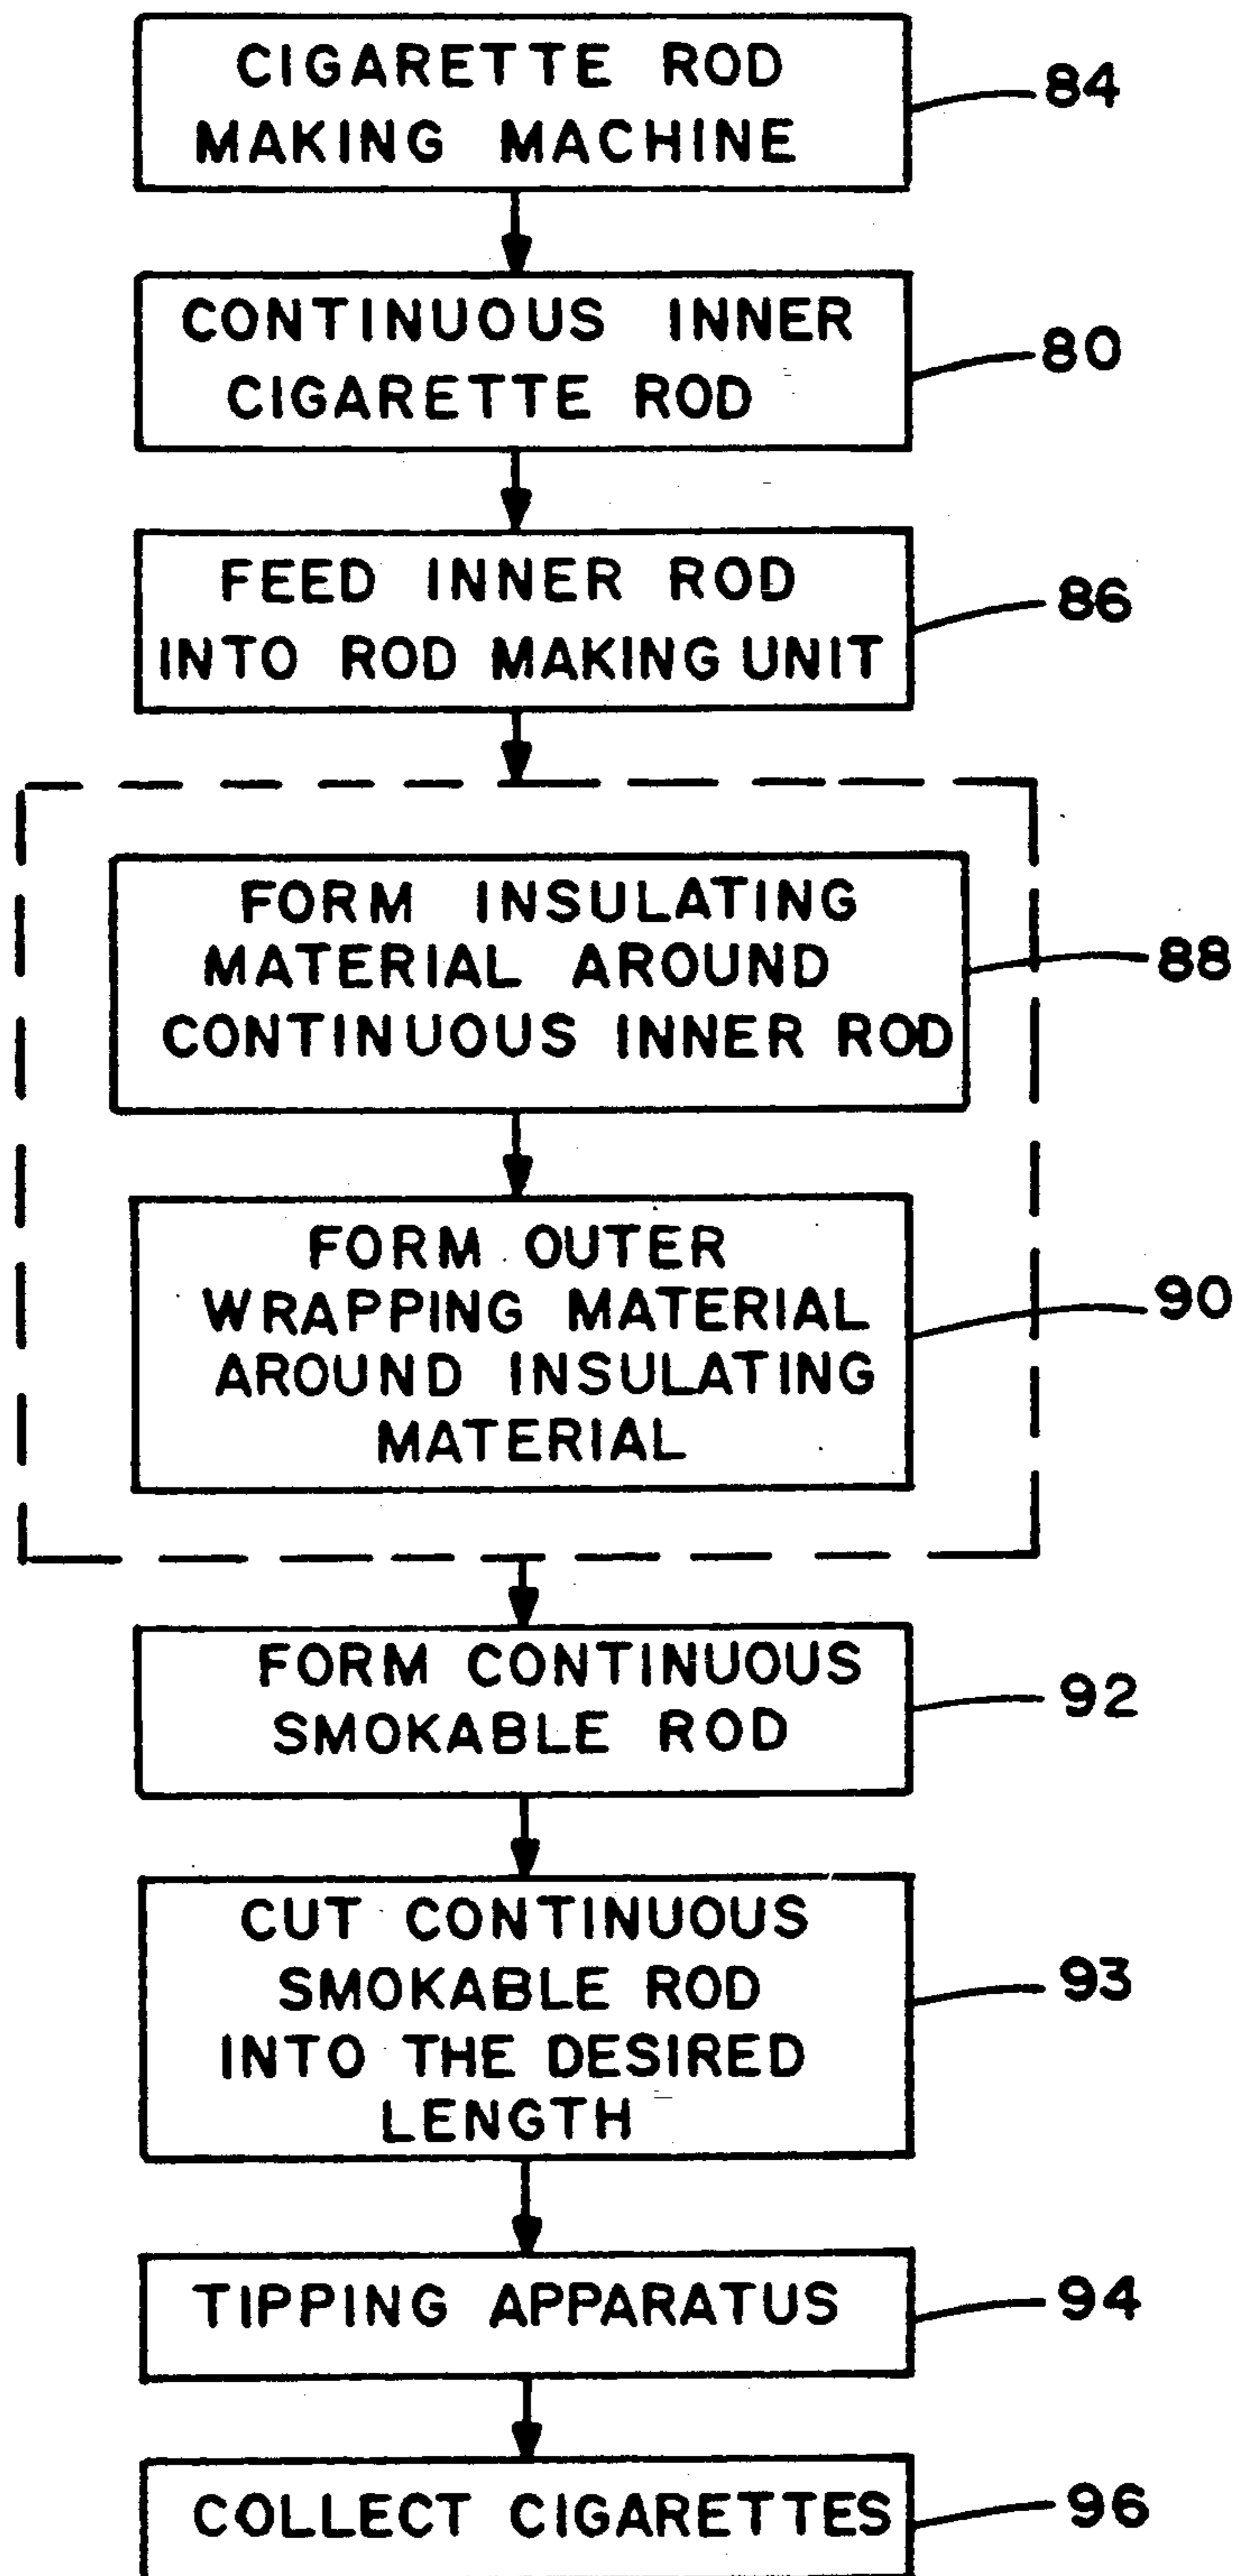 CIGARETTE ROD
MAKING MACHINE
84
CONTINUOUS INNER
CIGARETTE ROD
80
FEED INNER ROD
INTO ROD MAKING UNIT
86
FORM INSULATING
MATERIAL AROUND
CONTINUOUS INNER ROD
88
FORM OUTER
WRAPPING MATERIAL
AROUND INSULATING
MATERIAL
90
FORM CONTINUOUS
SMOKABLE ROD
92
CUT CONTINUOUS
SMOKABLE ROD
INTO THE DESIRED
LENGTH
93
TIPPING APPARATUS
94
COLLECT CIGARETTES
96